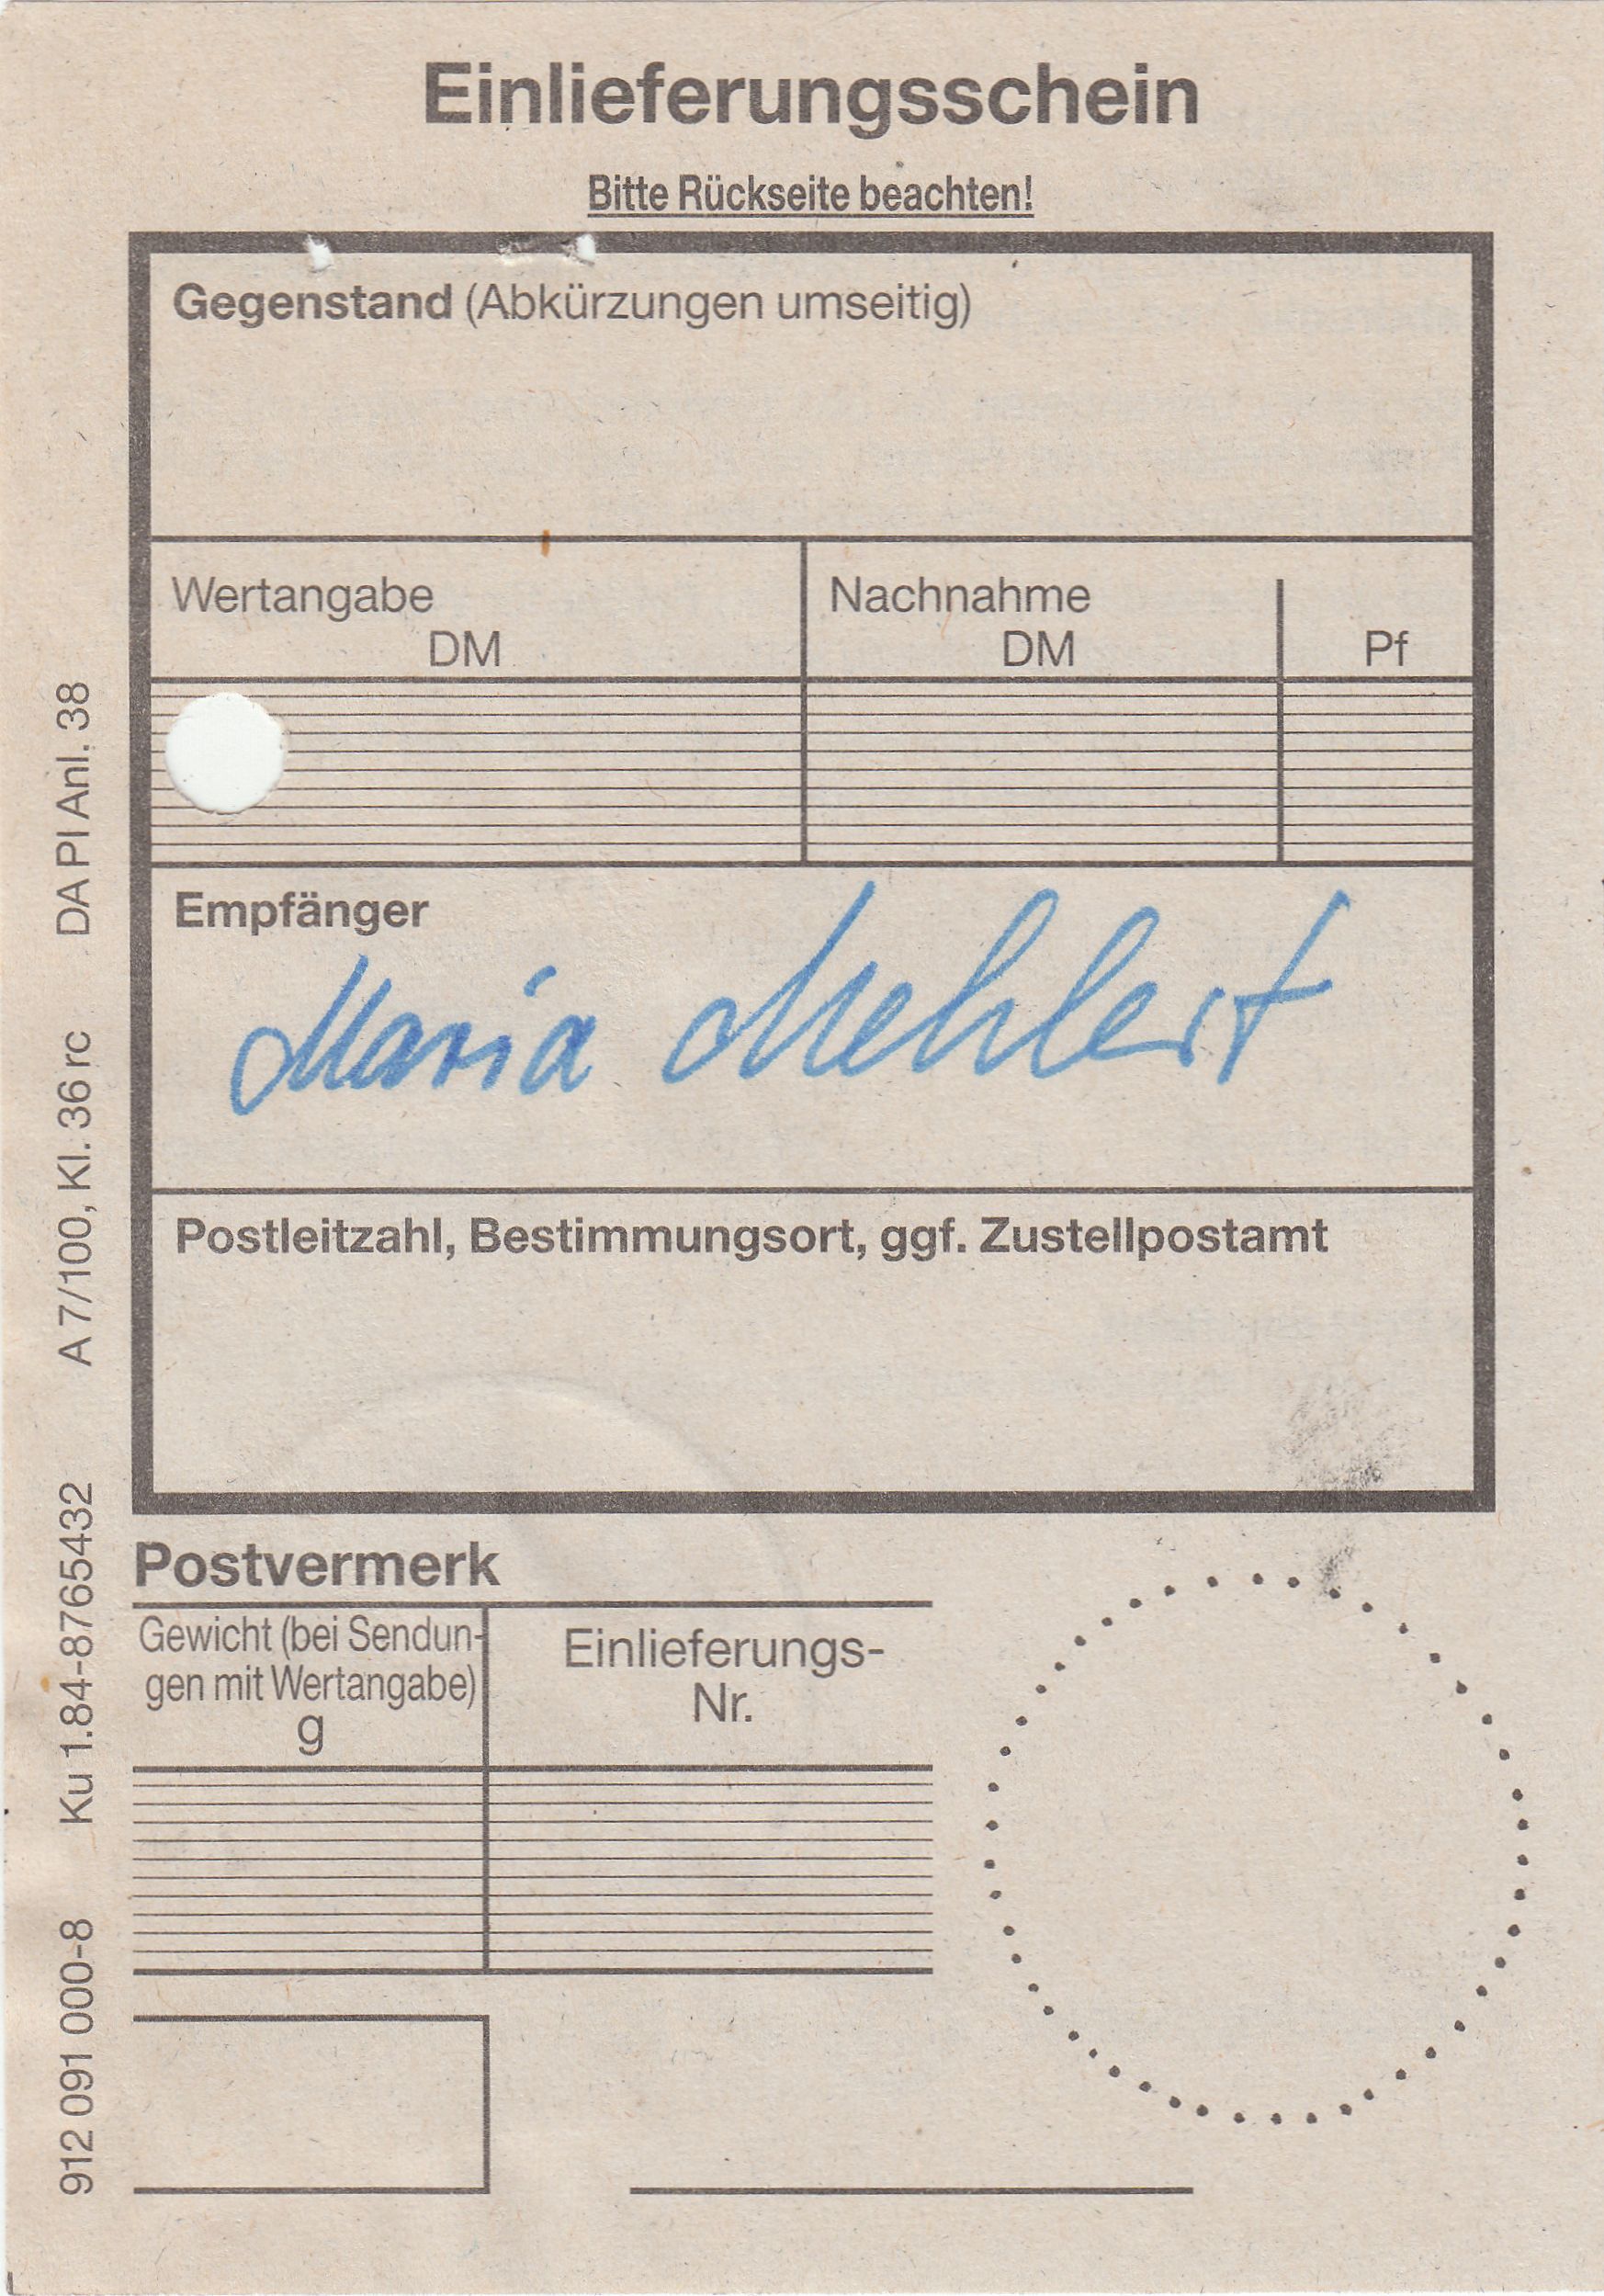 Einlieferungsschein
Bitte Rückseite beachten!
Gegenstand (Abkürzungen umseitig)
Wertangabe
DM
Nachnahme
DM
Pf
Empfänger
Maria Mehlert
Postleitzahl, Bestimmungsort, ggf. Zustellpostamt
Postvermerk
Gewicht (bei Sendun-
gen mit Wertangabe)
g
Einlieferungs-
Nr.
912 091 000-8 Ku 1.84-8765432 A 7/100, Kl. 36 rc DA PI Anl. 38